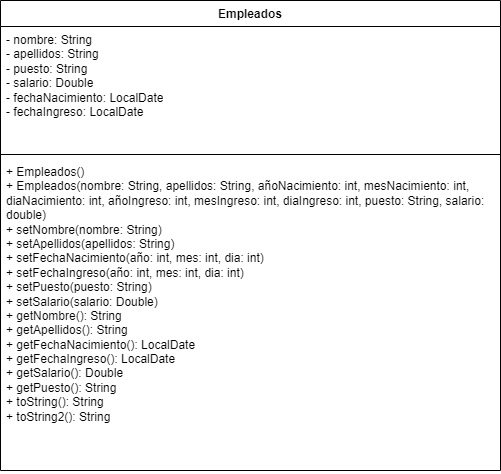 Empleados
- nombre: String
- apellidos: String
- puesto: String
- salario: Double
- fechaNacimiento: LocalDate
- fechaIngreso: LocalDate
+ Empleados()
+ Empleados(nombre: String, apellidos: String, añoNacimiento: int, mesNacimiento: int,
diaNacimiento: int, añoIngreso: int, mesIngreso: int, diaIngreso: int, puesto: String, salario:
double)
+ setNombre(nombre: String)
+ setApellidos(apellidos: String)
+ setFechaNacimiento(año: int, mes: int, dia: int)
+ setFechaIngreso(año: int, mes: int, dia: int)
+ setPuesto(puesto: String)
+ setSalario(salario: Double)
+ getNombre(): String
+ getApellidos(): String
+ getFechaNacimiento(): LocalDate
+ getFechaIngreso(): LocalDate
+ getSalario(): Double
+ getPuesto(): String
+ toString(): String
+ toString2(): String